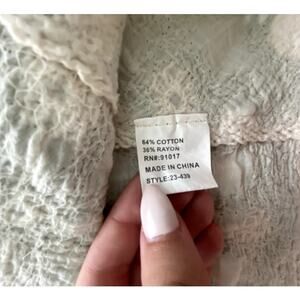 64% COTTON
36% RAYON
RN#:91017
MADE IN CHINA
STYLE:23-439